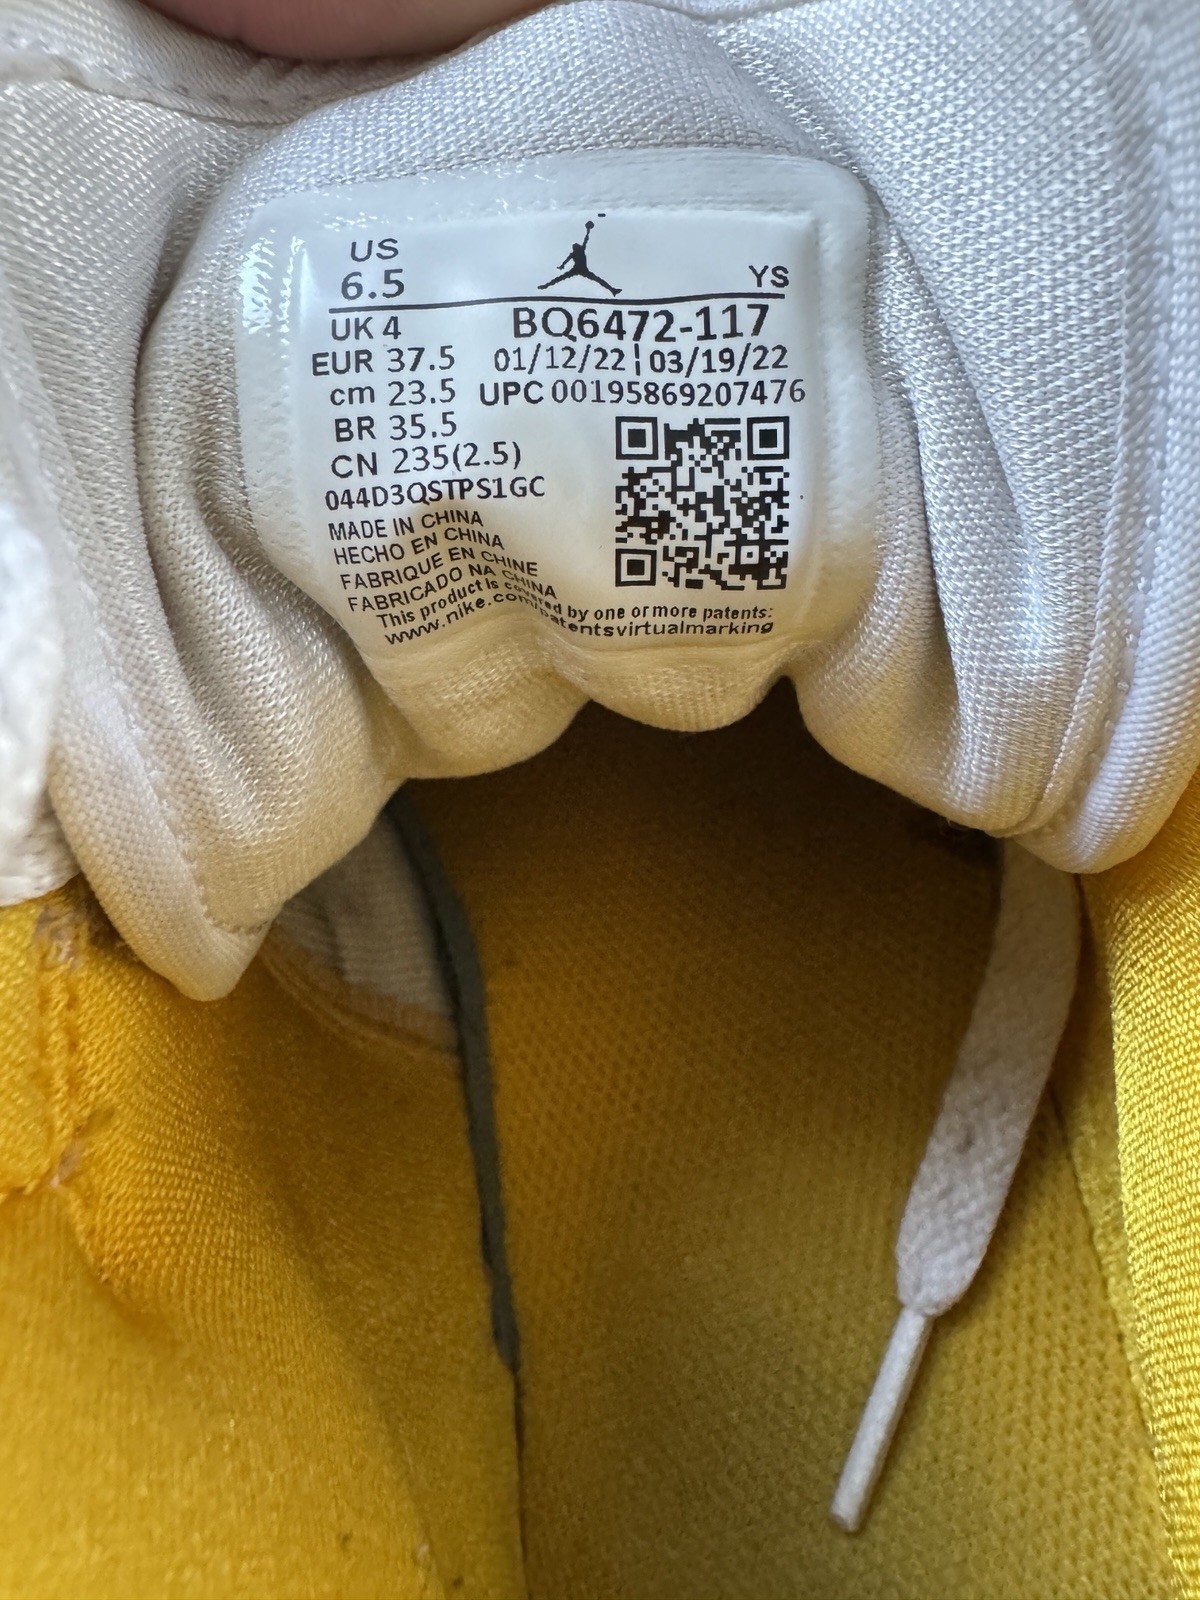 US
6.5
YS
UK 4
BQ6472-117
EUR 37.5
01/12/22 | 03/19/22
cm 23.5
UPC 00195869207476
BR 35.5
CN 235(2.5)
044D3QSTPS1GC
MADE IN CHINA
HECHO EN CHINA
FABRIQUE EN CHINE
FABRICADO NA CHINA
This product is covered by one or more patents:
www.nike.com/patentsvirtualmarking